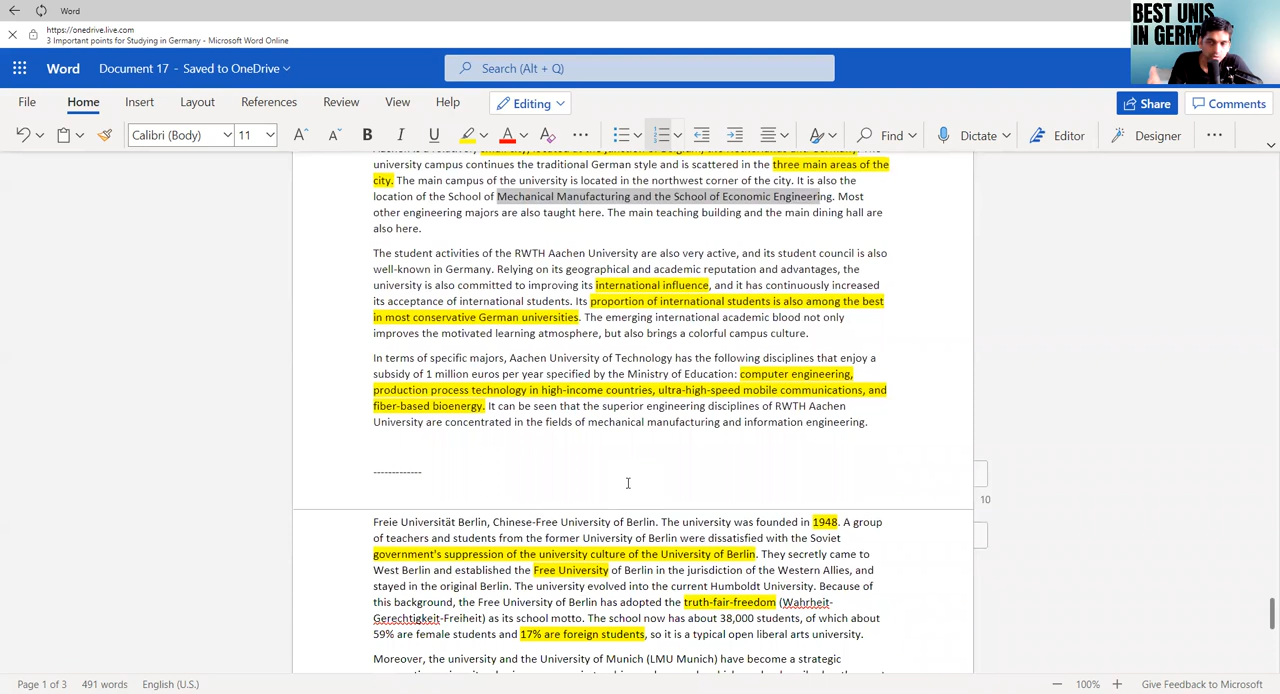 Word
https://onedrive.live.com
3 Important points for Studying in Germany - Microsoft Word Online
BEST UNIS
IN GERM
Word
Document 17 - Saved to OneDrive
Search (Alt + Q)
File
Home
Insert
Layout
References
Review
View
Help
Editing
Share
Comments
Calibri (Body)
11
Find
Dictate
Editor
Designer
university campus continues the traditional German style and is scattered in the three main areas of the
city. The main campus of the university is located in the northwest corner of the city. It is also the
location of the School of Mechanical Manufacturing and the School of Economic Engineering. Most
other engineering majors are also taught here. The main teaching building and the main dining hall are
also here.
The student activities of the RWTH Aachen University are also very active, and its student council is also
well-known in Germany. Relying on its geographical and academic reputation and advantages, the
university is also committed to improving its international influence, and it has continuously increased
its acceptance of international students. Its proportion of international students is also among the best
in most conservative German universities. The emerging international academic blood not only
improves the motivated learning atmosphere, but also brings a colorful campus culture.
In terms of specific majors, Aachen University of Technology has the following disciplines that enjoy a
subsidy of 1 million euros per year specified by the Ministry of Education: computer engineering,
production process technology in high-income countries, ultra-high-speed mobile communications, and
fiber-based bioenergy. It can be seen that the superior engineering disciplines of RWTH Aachen
University are concentrated in the fields of mechanical manufacturing and information engineering.
-------------
10
Freie Universität Berlin, Chinese-Free University of Berlin. The university was founded in 1948. A group
of teachers and students from the former University of Berlin were dissatisfied with the Soviet
government's suppression of the university culture of the University of Berlin. They secretly came to
West Berlin and established the Free University of Berlin in the jurisdiction of the Western Allies, and
stayed in the original Berlin. The university evolved into the current Humboldt University. Because of
this background, the Free University of Berlin has adopted the truth-fair-freedom (Wahrheit-
Gerechtigkeit-Freiheit) as its school motto. The school now has about 38,000 students, of which about
59% are female students and 17% are foreign students, so it is a typical open liberal arts university.
Moreover, the university and the University of Munich (LMU Munich) have become a strategic
Page 1 of 3
491 words
English (U.S.)
100%
Give Feedback to Microsoft